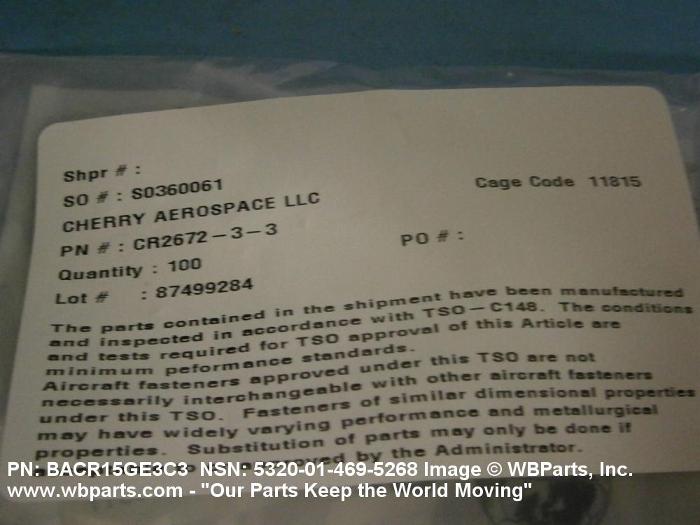 Shpr # :
SO # : S0360061
Cage Code 11815
CHERRY AEROSPACE LLC
PN # : CR2672-3-3
PO # :
Quantity : 100
Lot # : 87499284
The parts contained in the shipment have been manufactured
and inspected in accordance with TSO-C148. The conditions
and tests required for TSO approval of this Article are
minimum peformance standards.
Aircraft fasteners approved under this TSO are not
necessarily interchangeable with other aircraft fasteners
under this TSO. Fasteners of similar dimensional properties
may have widely varying performance and metallurgical
properties. Substitution of parts may only be done if
by the Administrator.
PN: BACR15GE3C3 NSN: 5320-01-469-5268 Image © WBParts, Inc.
www.wbparts.com - "Our Parts Keep the World Moving"